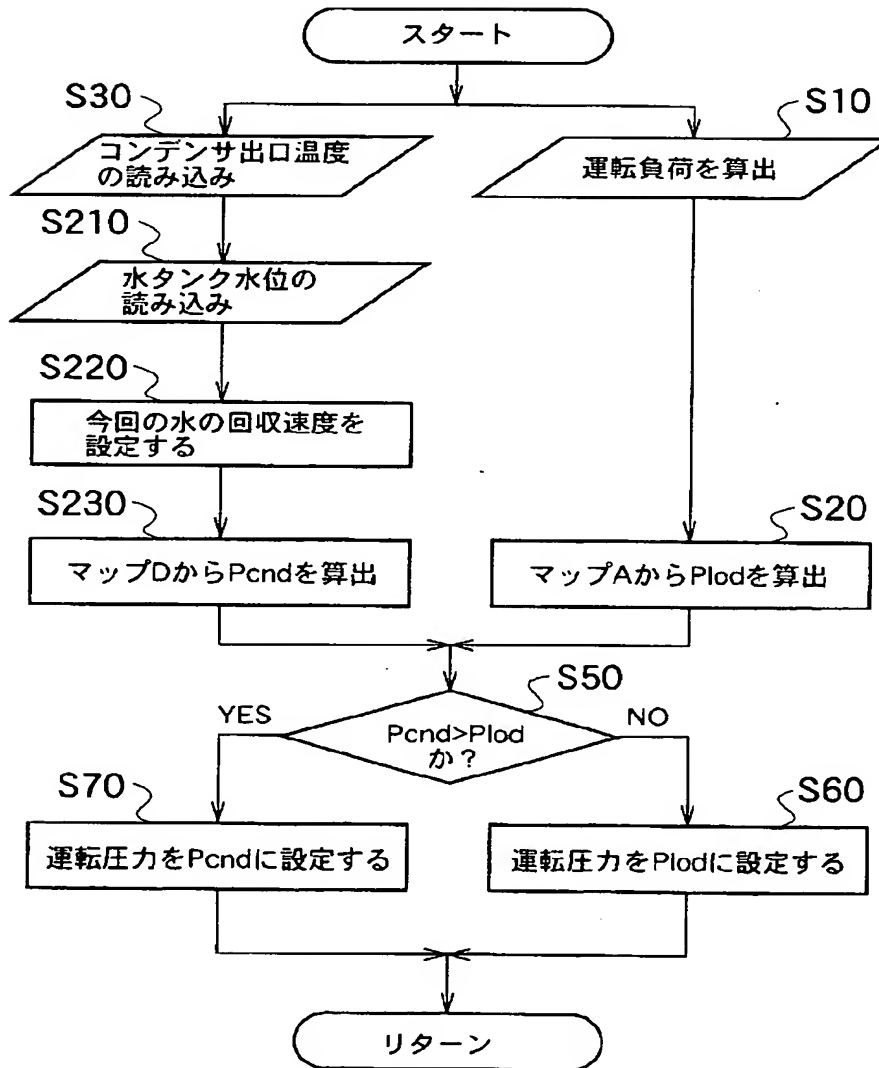 スタート
S30
コンデンサ出口温度
の読み込み
S10
運転負荷を算出
S210
水タンク水位の
読み込み
S220
今回の水の回収速度を
設定する
S230
マップDからPcndを算出
S20
マップAからPlodを算出
S50
Pcnd>Plod
か？
YES
NO
S70
運転圧力をPcndに設定する
S60
運転圧力をPlodに設定する
リターン